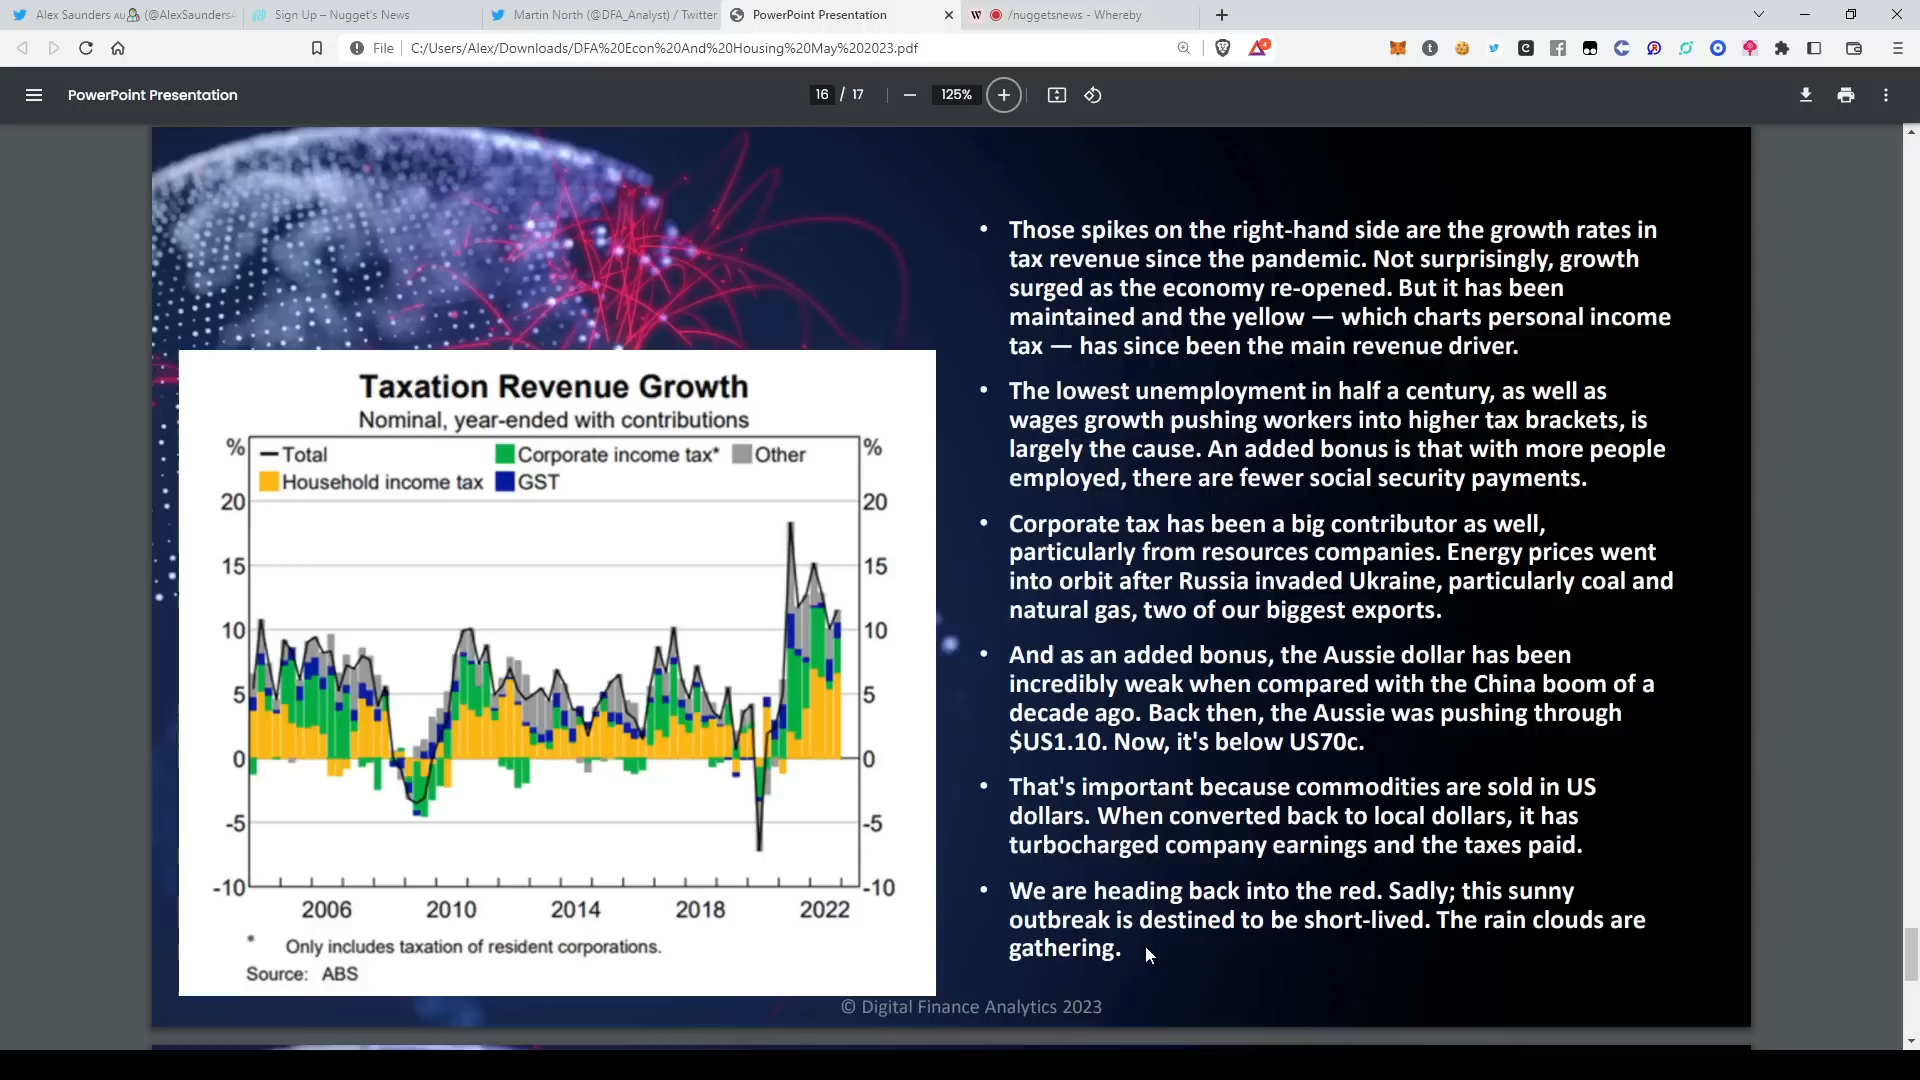 Alex Saunders AU (@AlexSaunders
Sign Up – Nugget's News
Martin North (@DFA_Analyst) / Twitter
PowerPoint Presentation
/nuggetsnews - Whereby
File
C:/Users/Alex/Downloads/DFA%20Econ%20And%20Housing%20May%202023.pdf
PowerPoint Presentation
16 / 17
125%
Those spikes on the right-hand side are the growth rates in
tax revenue since the pandemic. Not surprisingly, growth
surged as the economy re-opened. But it has been
maintained and the yellow — which charts personal income
tax — has since been the main revenue driver.
The lowest unemployment in half a century, as well as
wages growth pushing workers into higher tax brackets, is
largely the cause. An added bonus is that with more people
employed, there are fewer social security payments.
Corporate tax has been a big contributor as well,
particularly from resources companies. Energy prices went
into orbit after Russia invaded Ukraine, particularly coal and
natural gas, two of our biggest exports.
And as an added bonus, the Aussie dollar has been
incredibly weak when compared with the China boom of a
decade ago. Back then, the Aussie was pushing through
$US1.10. Now, it's below US70c.
That's important because commodities are sold in US
dollars. When converted back to local dollars, it has
turbocharged company earnings and the taxes paid.
We are heading back into the red. Sadly; this sunny
outbreak is destined to be short-lived. The rain clouds are
gathering.
Taxation Revenue Growth
Nominal, year-ended with contributions
% %
Total Corporate income tax* Other
Household income tax GST
20 20
15 15
10 10
5 5
0 0
-5 -5
-10 -10
2006 2010 2014 2018 2022
* Only includes taxation of resident corporations.
Source: ABS
© Digital Finance Analytics 2023